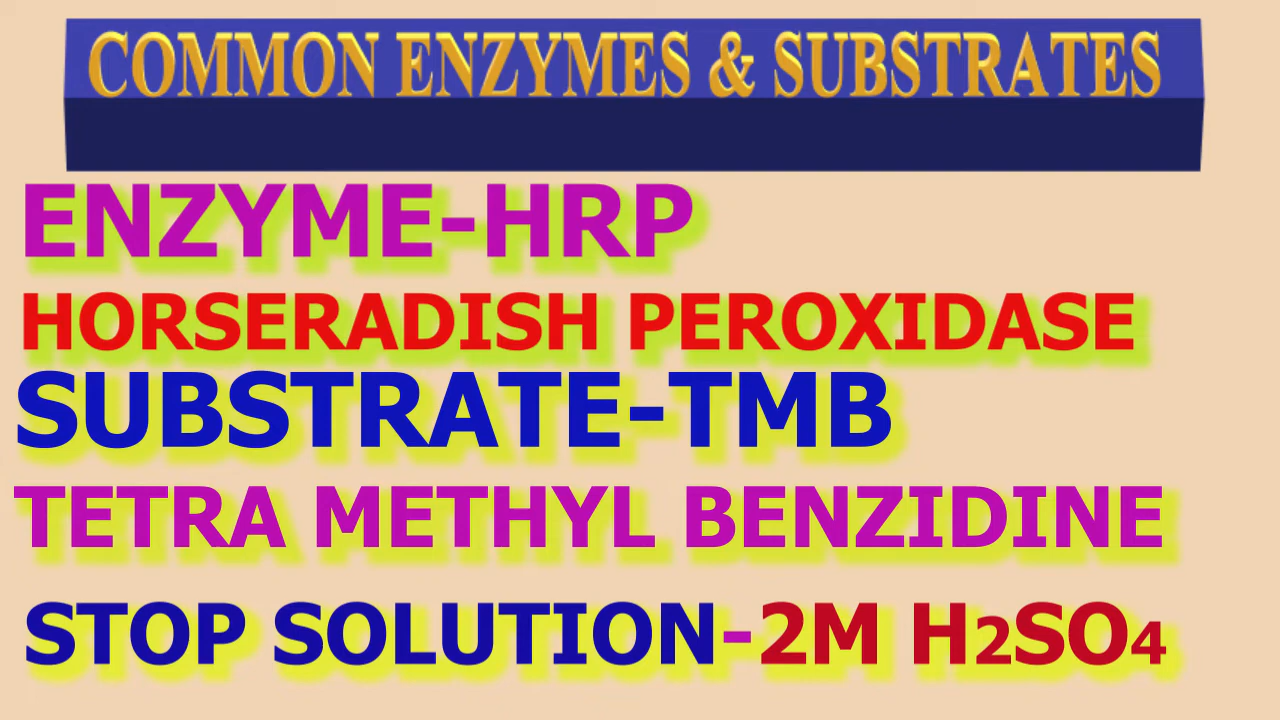 COMMON ENZYMES & SUBSTRATES
ENZYME-HRP
HORSERADISH PEROXIDASE
SUBSTRATE-TMB
TETRA METHYL BENZIDINE
STOP SOLUTION-2M H2SO4